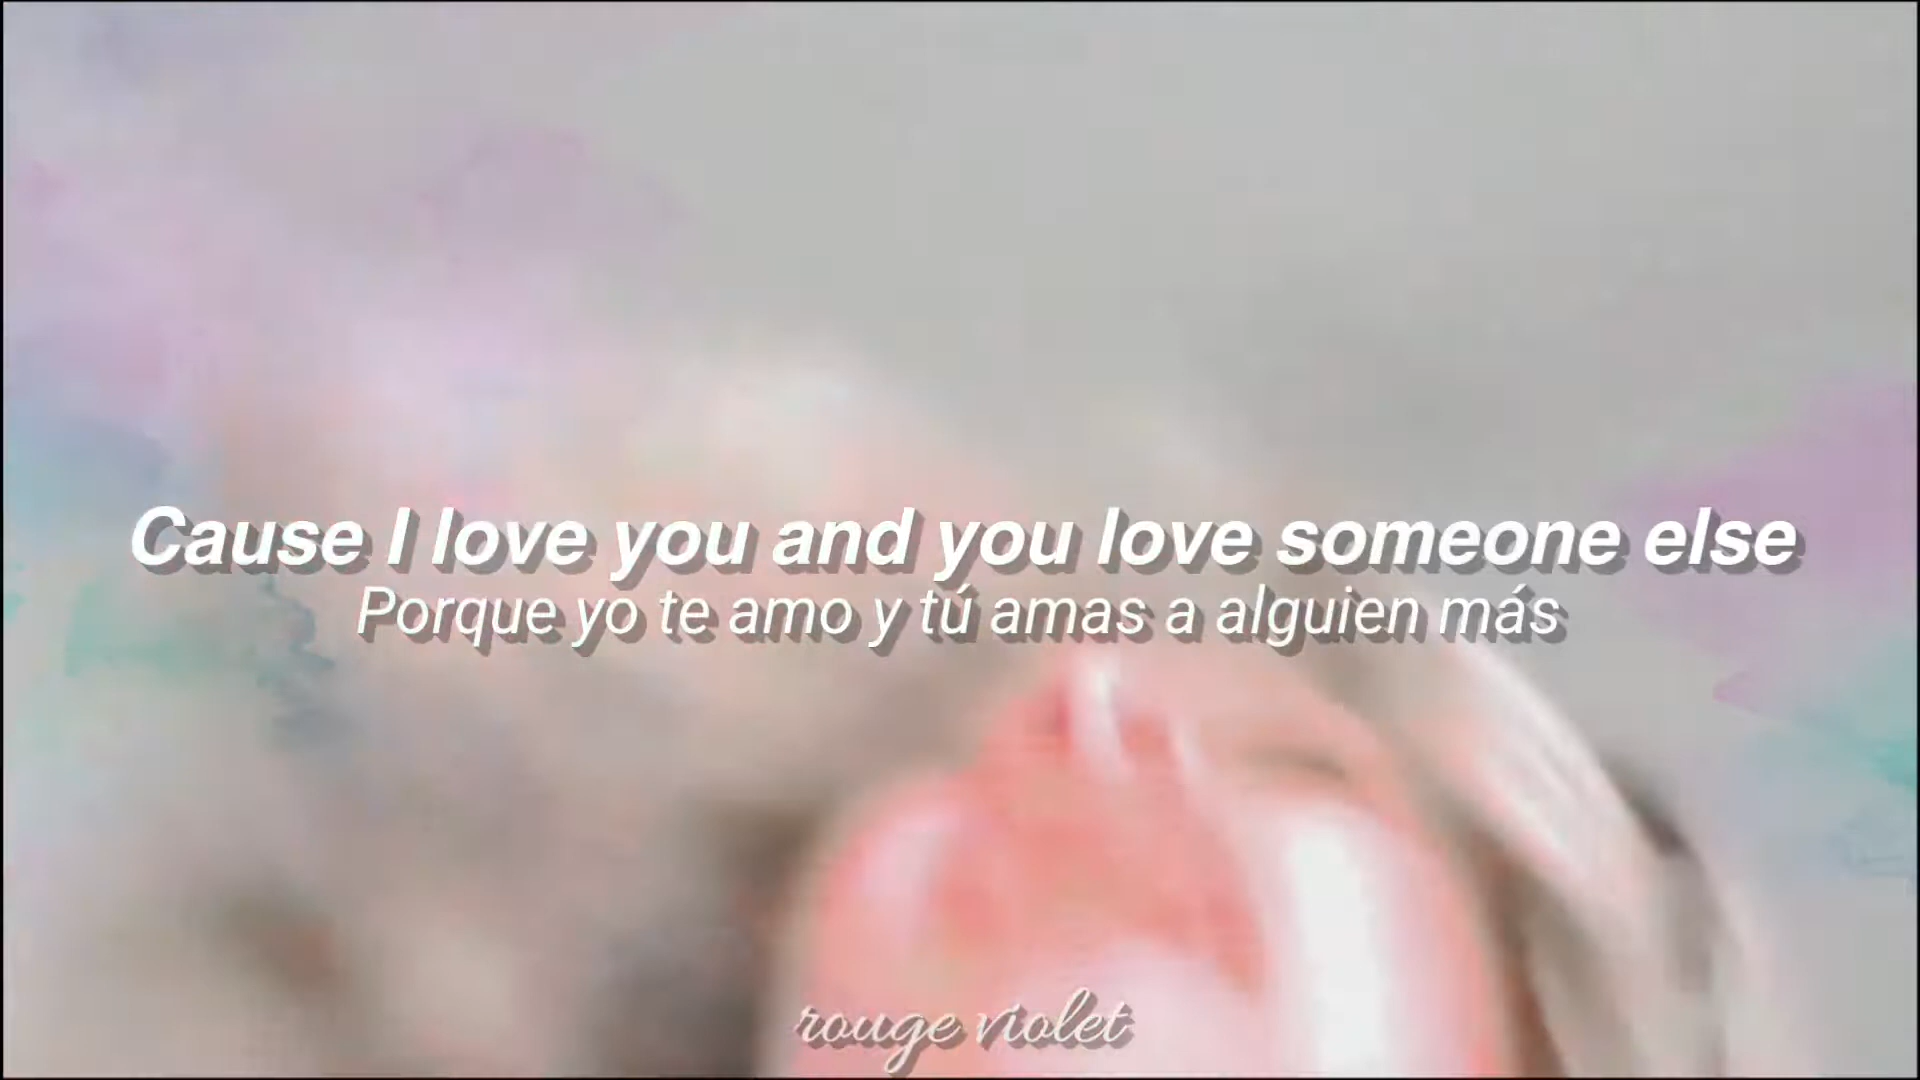 Cause I love you and you love someone else
Porque yo te amo y tú amas a alguien más
rouge violet